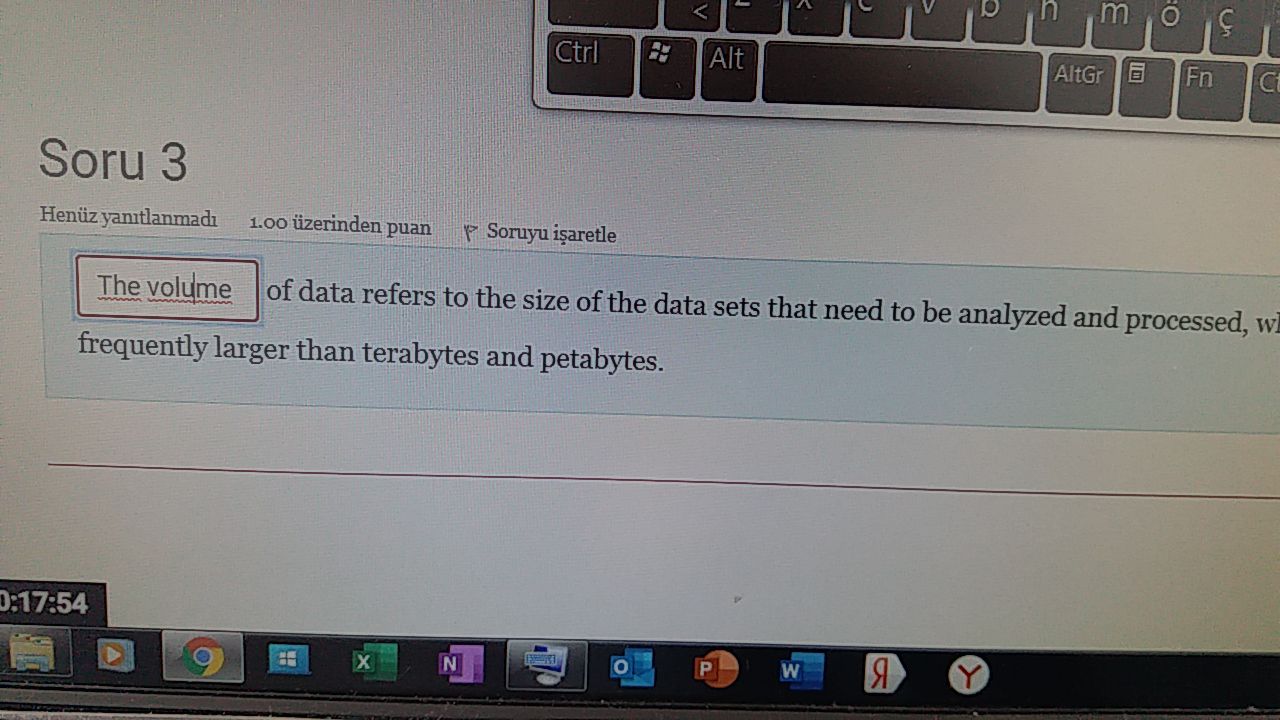 < c v b n m ö ç
Ctrl Alt AltGr Fn
Soru 3
Henüz yanıtlanmadı 1.00 üzerinden puan Soruyu işaretle
The volume of data refers to the size of the data sets that need to be analyzed and processed,
frequently larger than terabytes and petabytes.
0:17:54
X N O P W Я Y